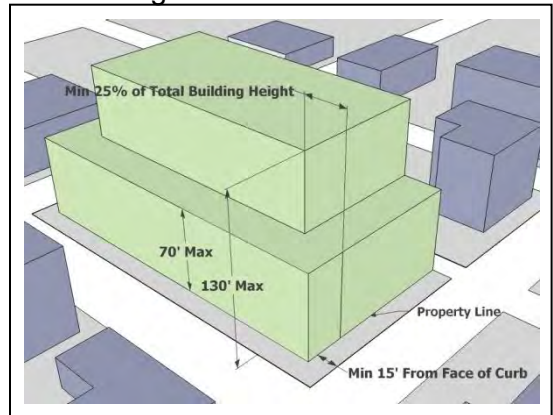 Min 25% of Total Building Height
70' Max
130' Max
Property Line
Min 15' From Face of Curb